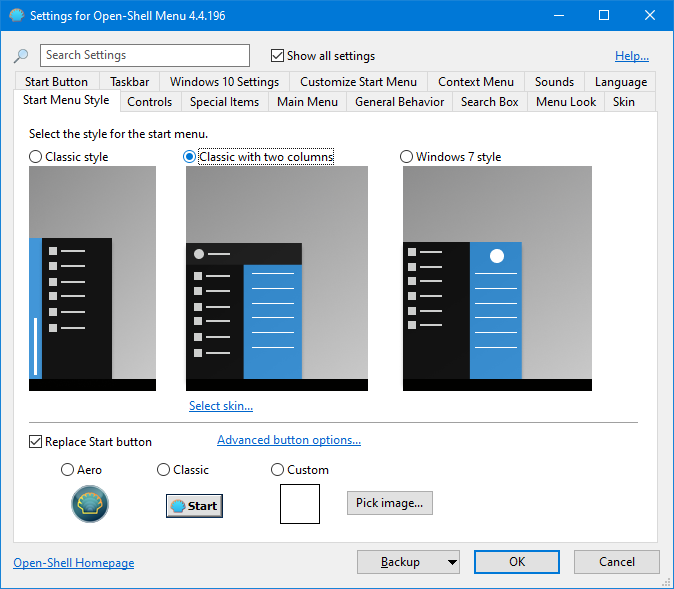 Settings for Open-Shell Menu 4.4.196
Search Settings
Show all settings
Help...
Start Button Taskbar Windows 10 Settings Customize Start Menu Context Menu Sounds Language
Start Menu Style Controls Special Items Main Menu General Behavior Search Box Menu Look Skin
Select the style for the start menu.
Classic style Classic with two columns Windows 7 style
Select skin...
Replace Start button Advanced button options...
Aero Classic Custom
Start
Pick image...
Open-Shell Homepage Backup OK Cancel